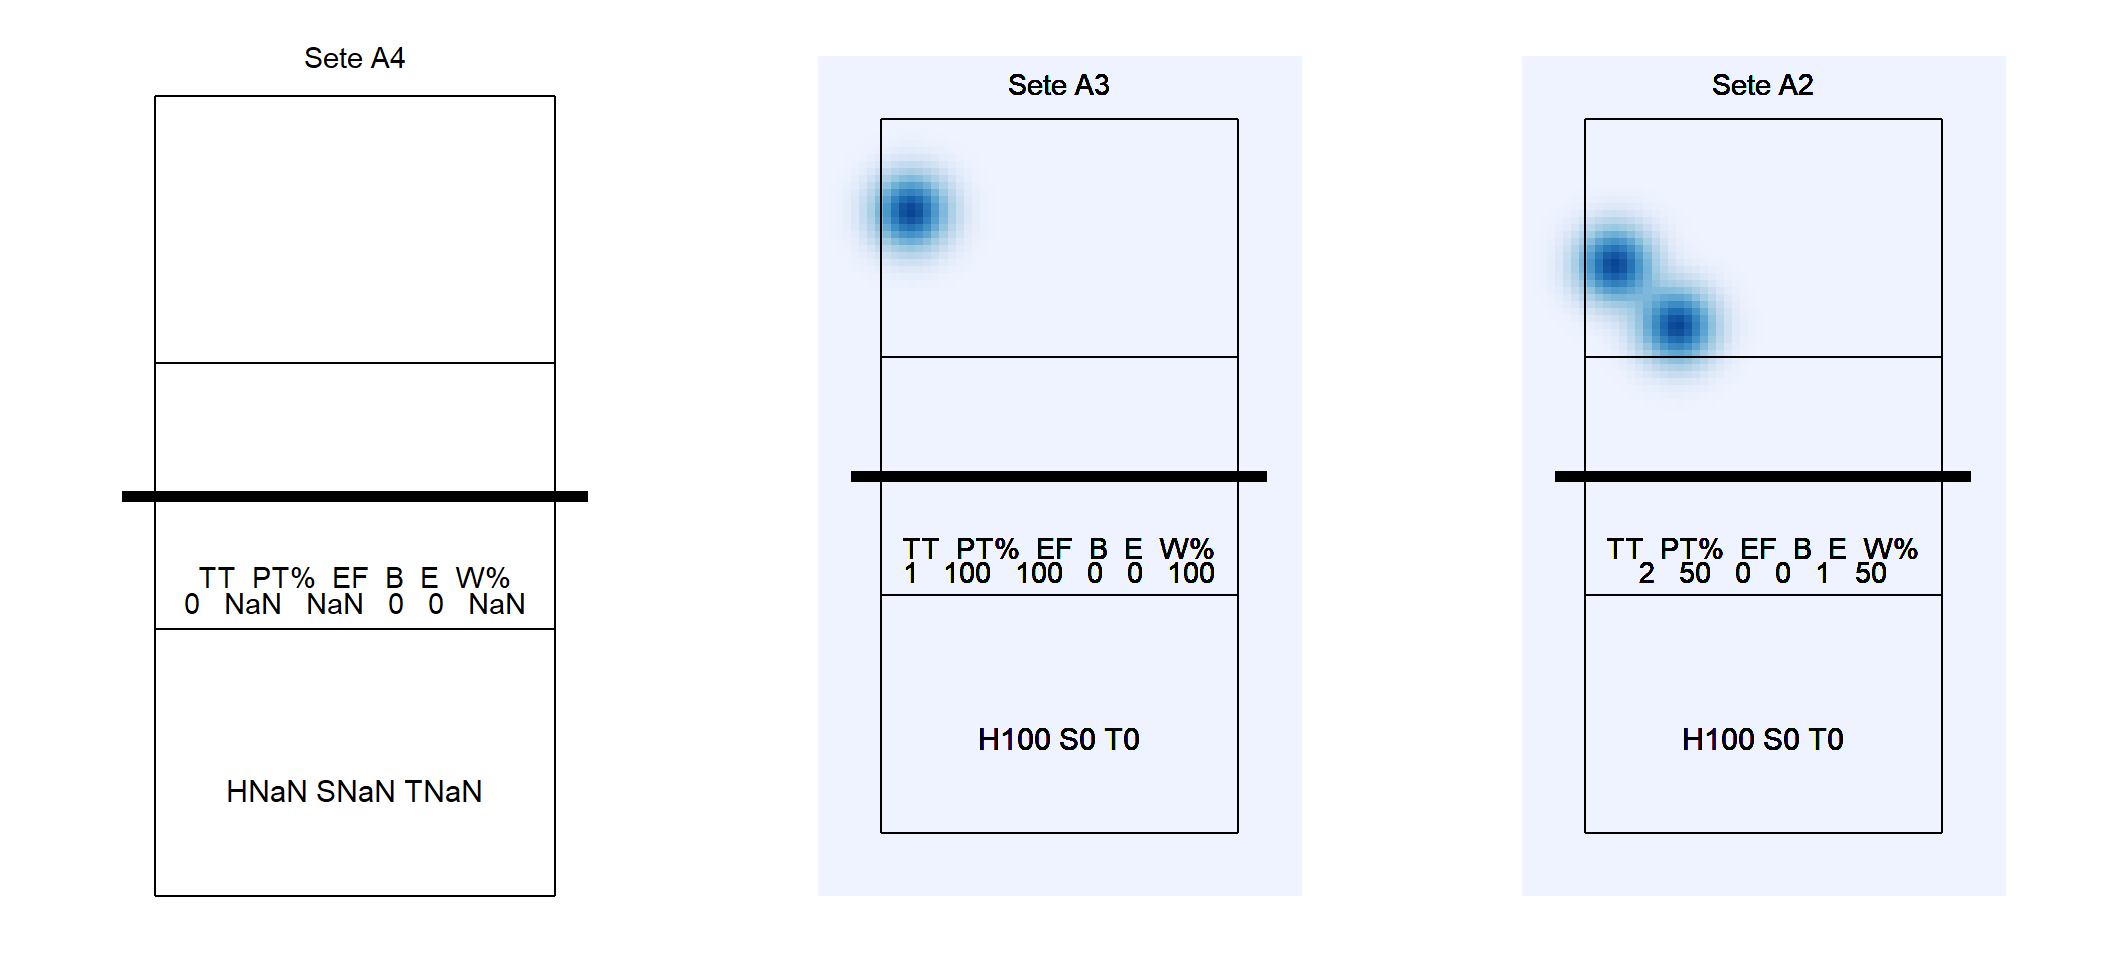 Sete A4
TT PT% EF B E W%
0 NaN NaN 0 0 NaN
HNaN SNaN TNaN
Sete A3
TT PT% EF B E W%
1 100 100 0 0 100
H100 S0 T0
Sete A2
TT PT% EF B E W%
2 50 0 0 1 50
H100 S0 T0